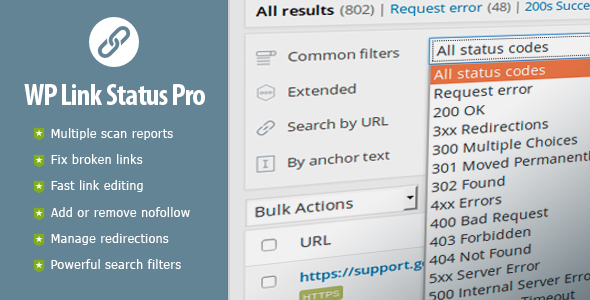 WP Link Status Pro
Multiple scan reports
Fix broken links
Fast link editing
Add or remove nofollow
Manage redirections
Powerful search filters
All results (802) | Request error (48) | 200s Succe
Common filters
Extended
Search by URL
By anchor text
All status codes
All status codes
Request error
200 OK
3xx Redirections
300 Multiple Choices
301 Moved Permanent
302 Found
4xx Errors
400 Bad Request
403 Forbidden
404 Not Found
5xx Server Error
500 Internal Server Error
Timeout
Bulk Actions
URL
https://support.go
HTTPS